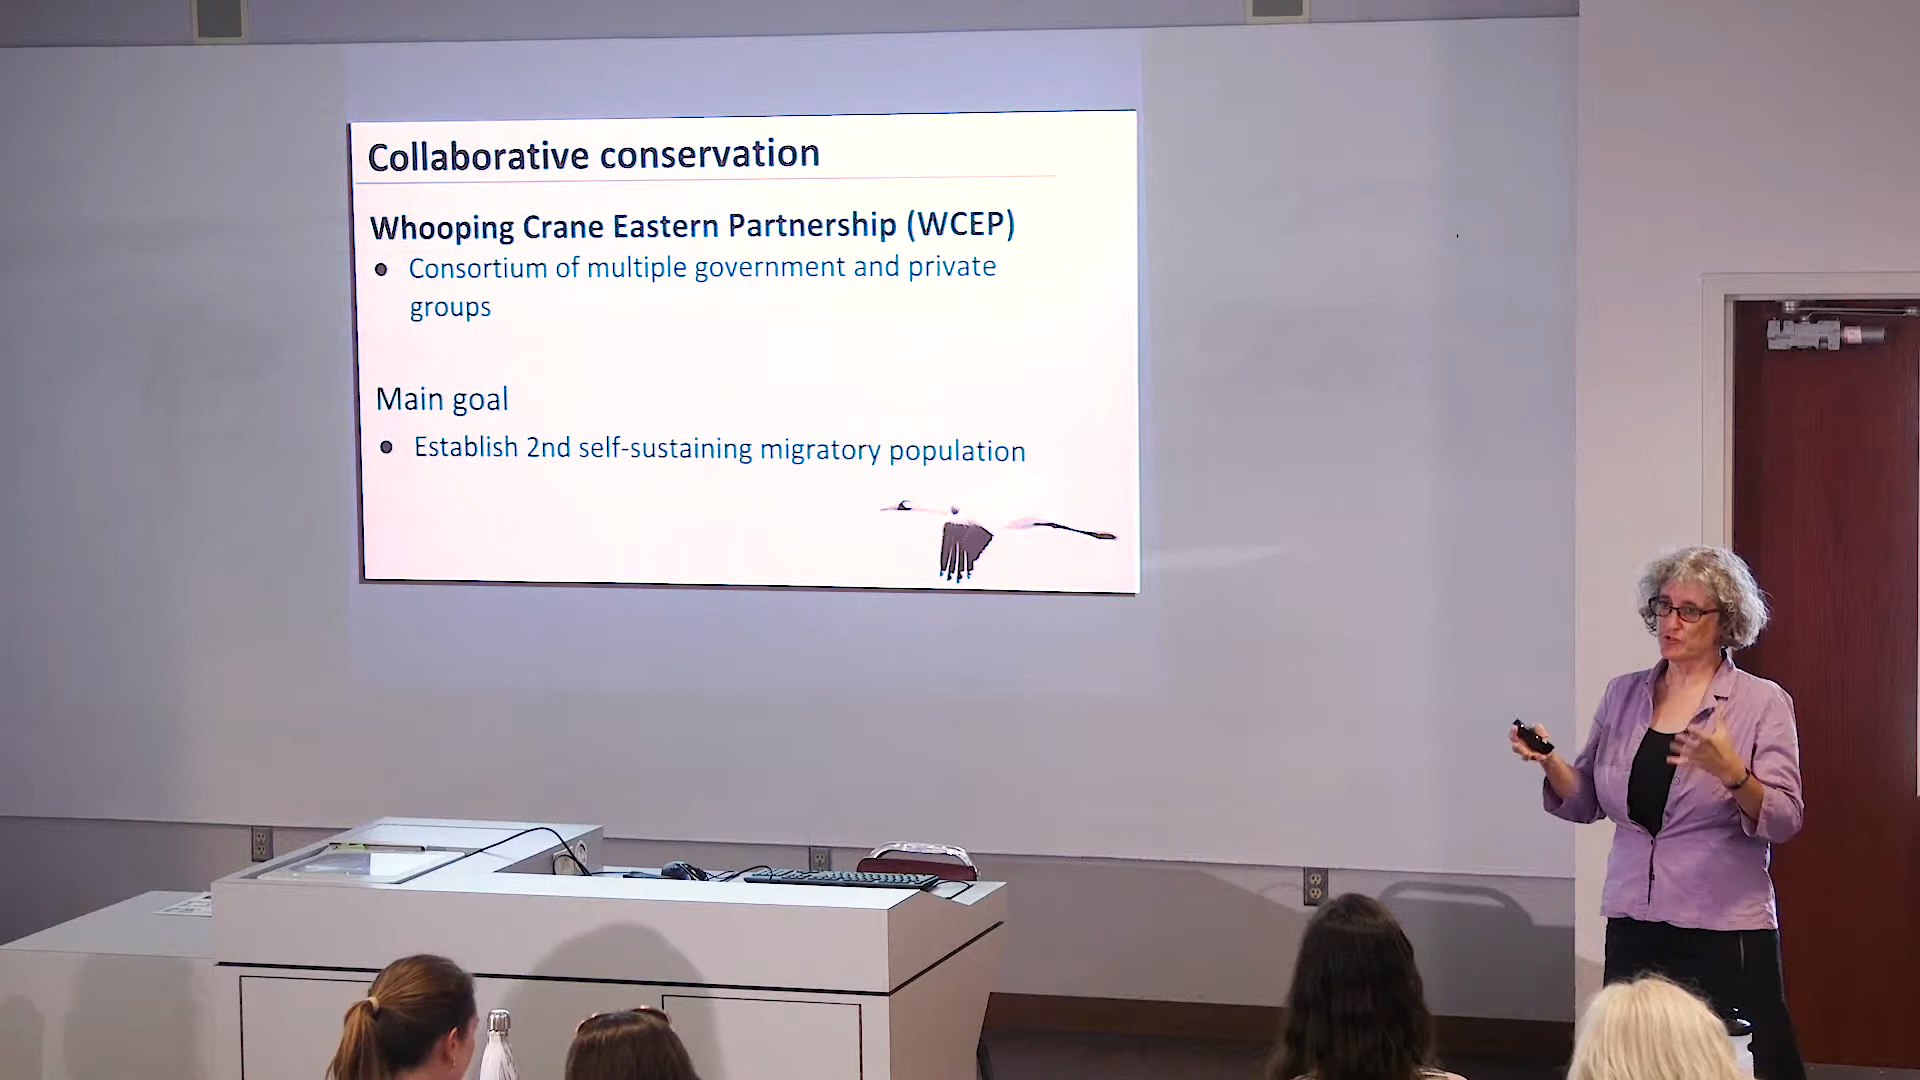 Collaborative conservation
Whooping Crane Eastern Partnership (WCEP)
● Consortium of multiple government and private
groups
Main goal
● Establish 2nd self-sustaining migratory population